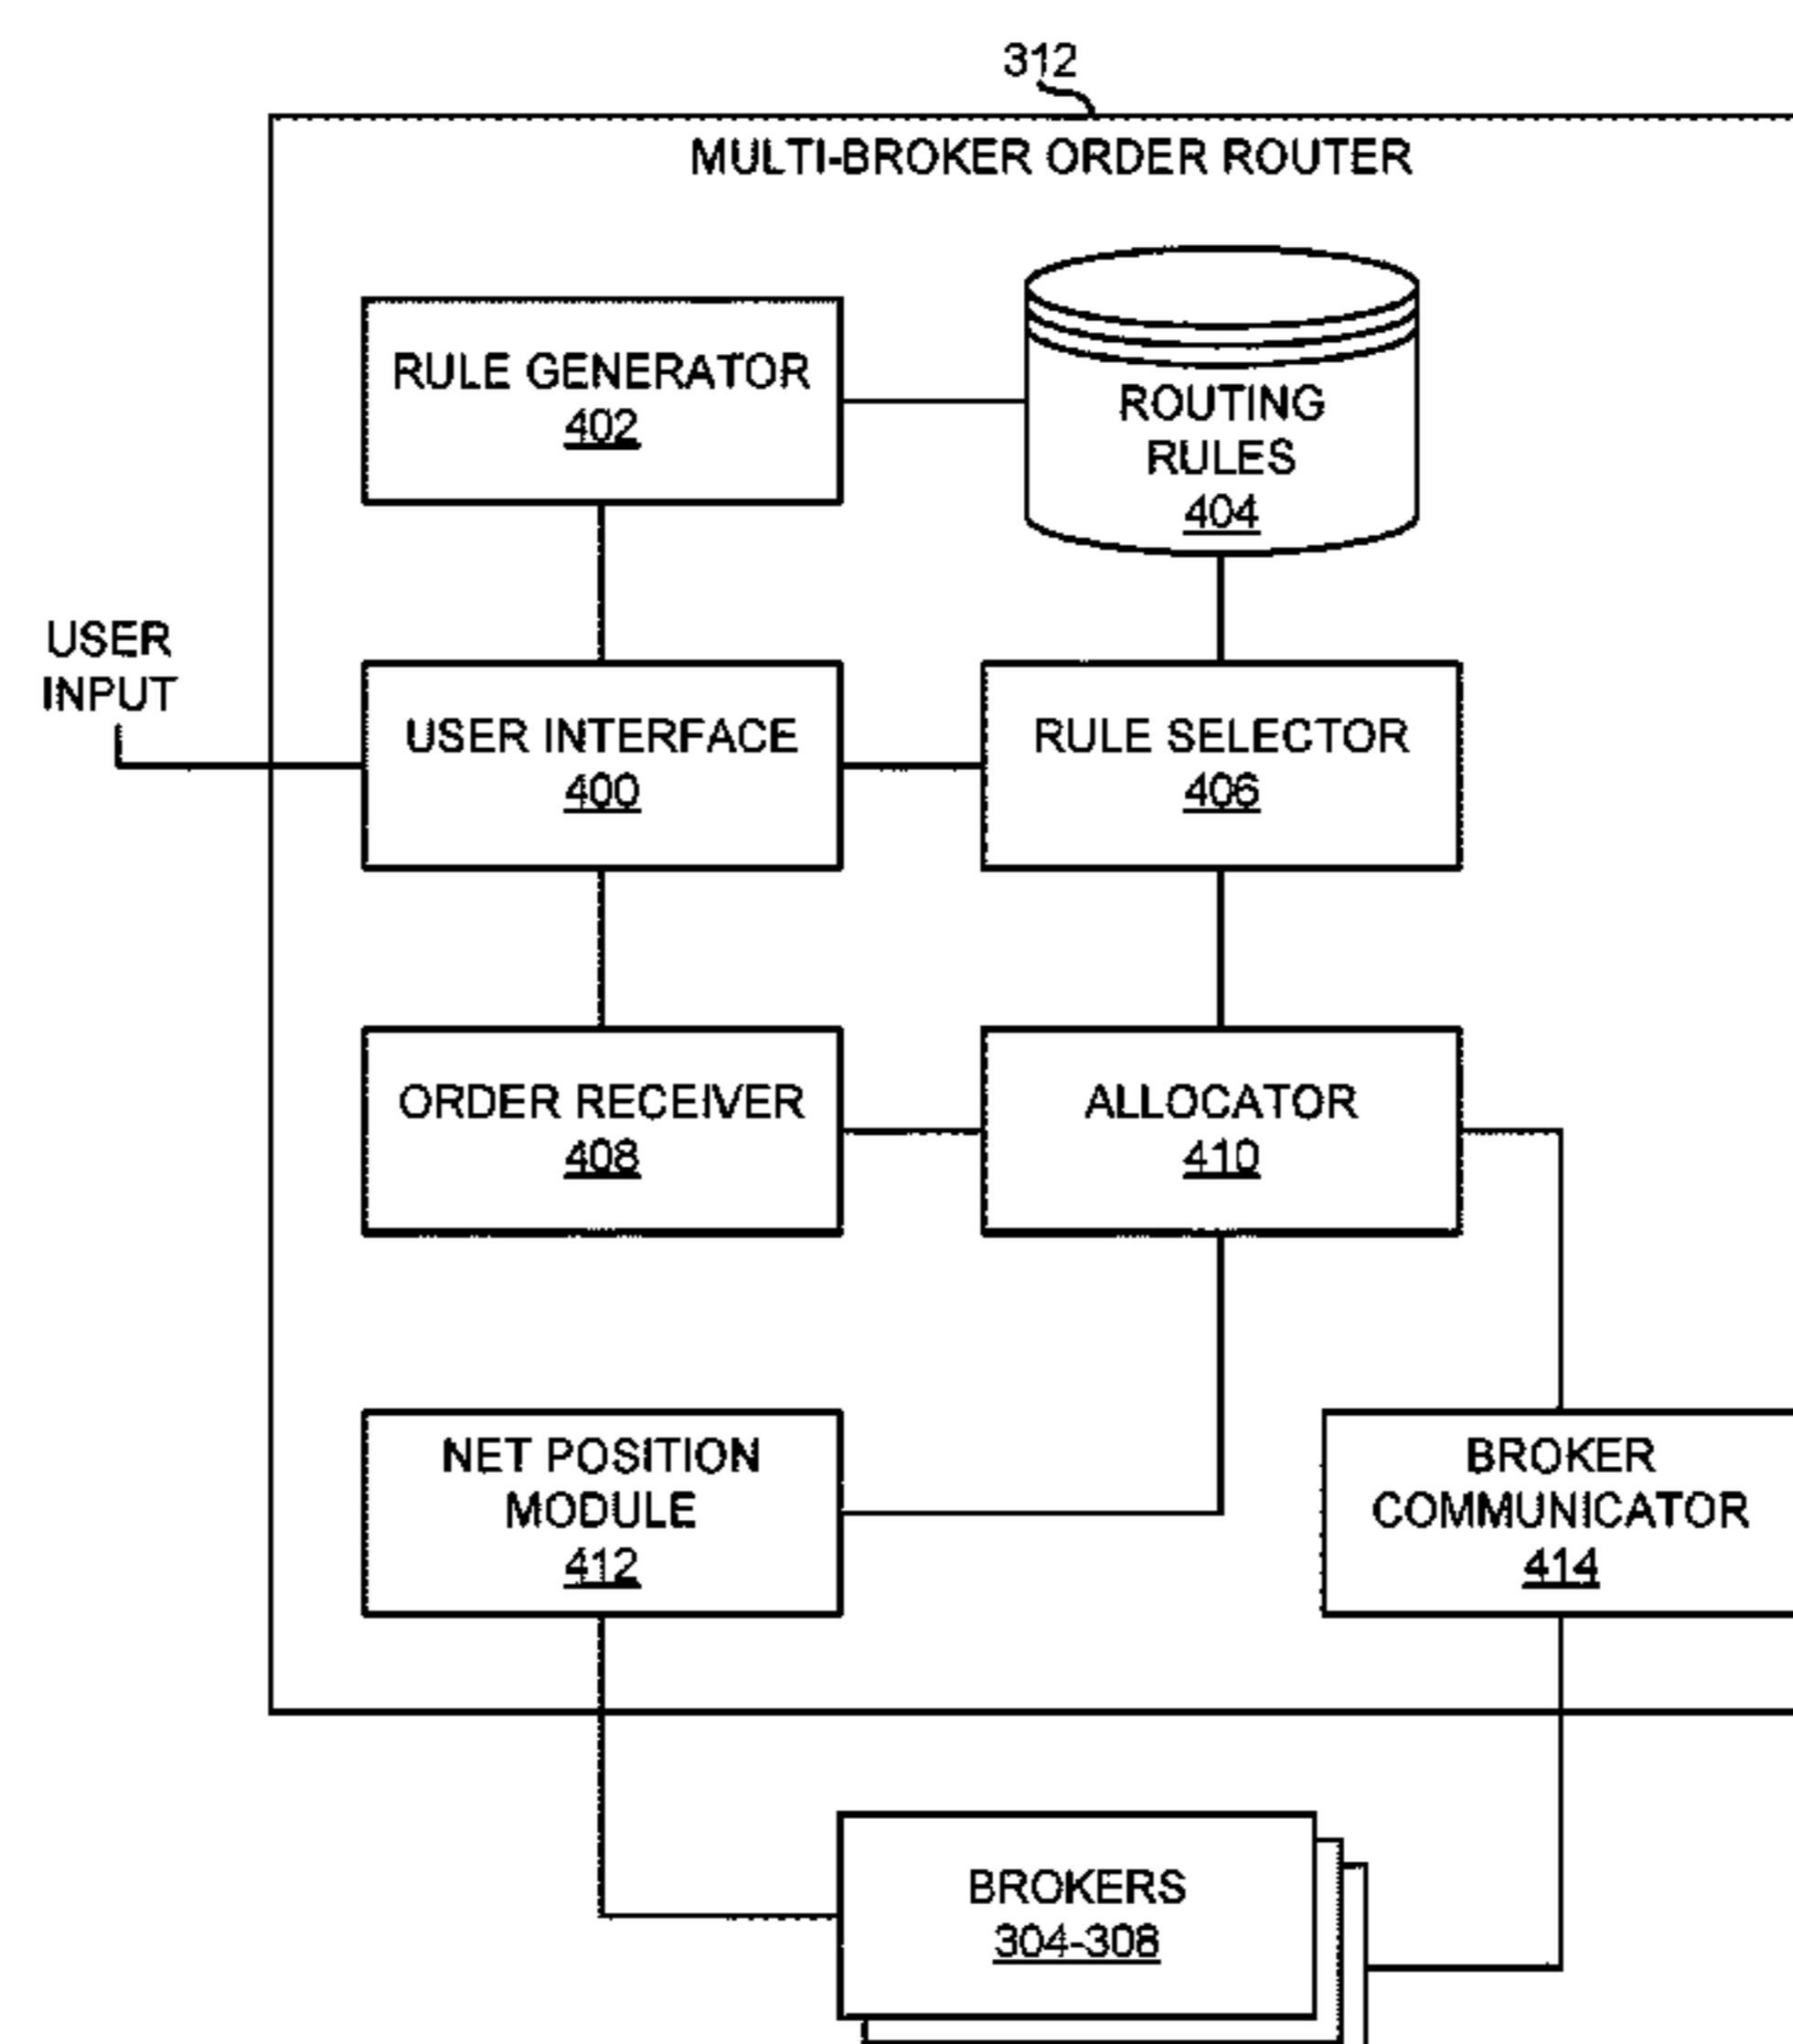 312
MULTI-BROKER ORDER ROUTER
RULE GENERATOR
402
ROUTING
RULES
404
USER
INPUT
USER INTERFACE
400
RULE SELECTOR
406
ORDER RECEIVER
408
ALLOCATOR
410
NET POSITION
MODULE
412
BROKER
COMMUNICATOR
414
BROKERS
304-308